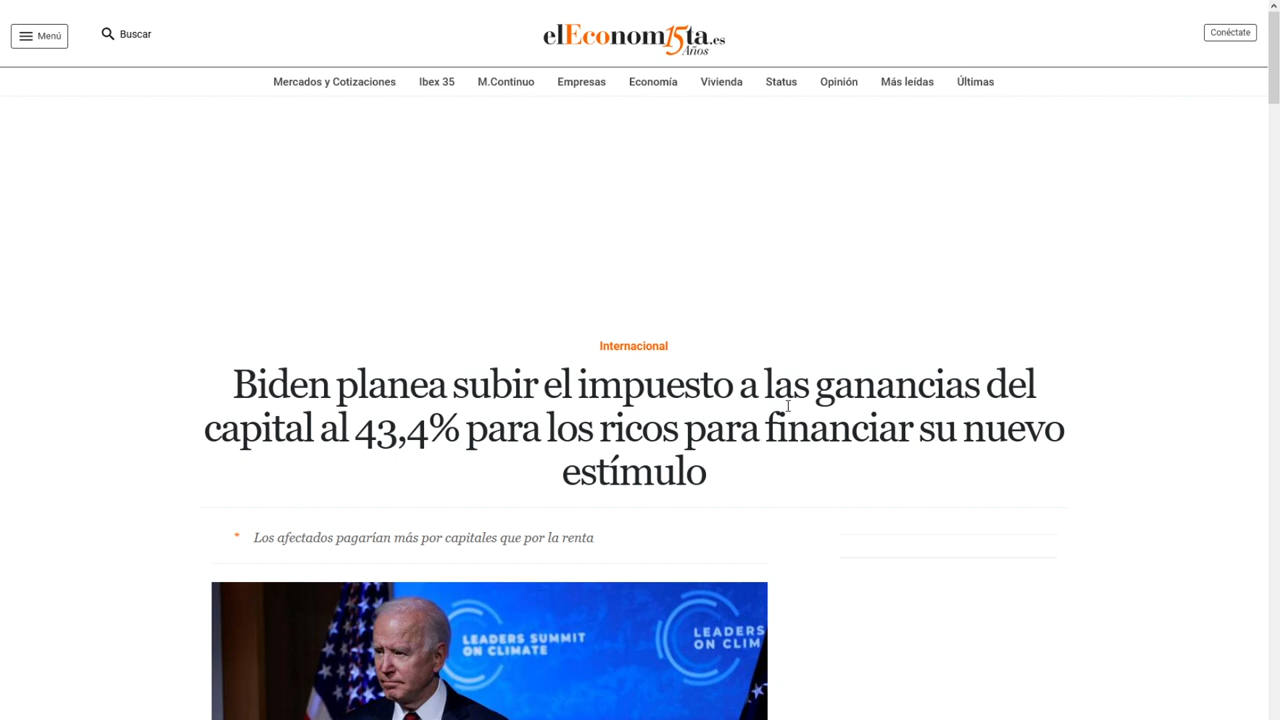 Menú
Buscar
elEconom15ta.es
Años
Conéctate
Mercados y Cotizaciones Ibex 35 M.Continuo Empresas Economía Vivienda Status Opinión Más leídas Últimas
Internacional
Biden planea subir el impuesto a las ganancias del
capital al 43,4% para los ricos para financiar su nuevo
estímulo
* Los afectados pagarían más por capitales que por la renta
LEADERS SUMMIT
ON CLIMATE
LEADERS
ON CLIM